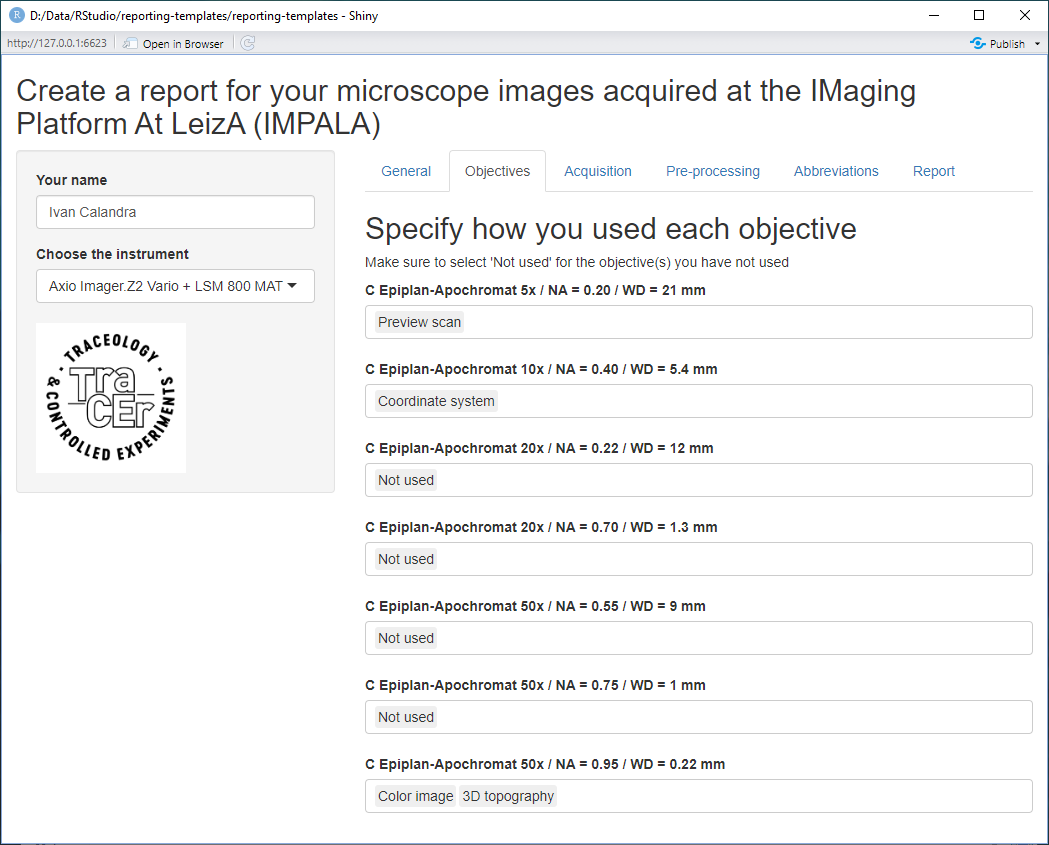 D:/Data/RStudio/reporting-templates/reporting-templates - Shiny
http://127.0.0.1:6623
Open in Browser
Publish
Create a report for your microscope images acquired at the IMaging
Platform At LeizA (IMPALA)
Your name
Ivan Calandra
Choose the instrument
Axio Imager.Z2 Vario + LSM 800 MAT
· TRACEOLOGY ·
& CONTROLLED EXPERIMENTS
Tra
CEr
General
Objectives
Acquisition
Pre-processing
Abbreviations
Report
Specify how you used each objective
Make sure to select 'Not used' for the objective(s) you have not used
C Epiplan-Apochromat 5x / NA = 0.20 / WD = 21 mm
Preview scan
C Epiplan-Apochromat 10x / NA = 0.40 / WD = 5.4 mm
Coordinate system
C Epiplan-Apochromat 20x / NA = 0.22 / WD = 12 mm
Not used
C Epiplan-Apochromat 20x / NA = 0.70 / WD = 1.3 mm
Not used
C Epiplan-Apochromat 50x / NA = 0.55 / WD = 9 mm
Not used
C Epiplan-Apochromat 50x / NA = 0.75 / WD = 1 mm
Not used
C Epiplan-Apochromat 50x / NA = 0.95 / WD = 0.22 mm
Color image 3D topography